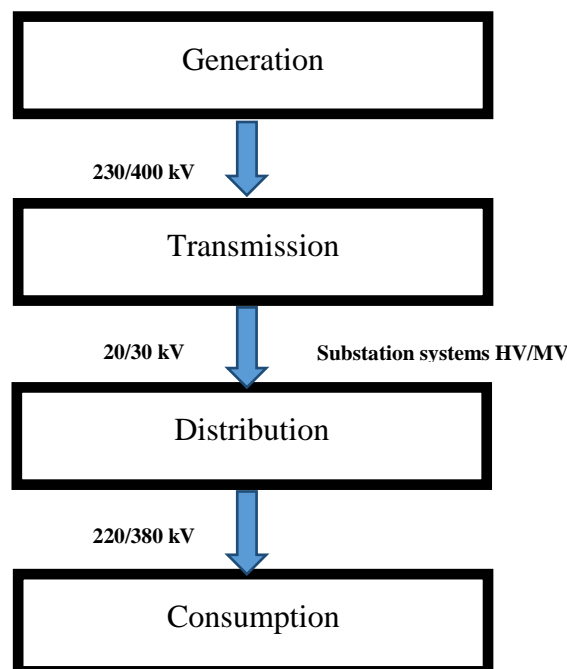 Generation
230/400 kV
Transmission
20/30 kV
Substation systems HV/MV
Distribution
220/380 kV
Consumption